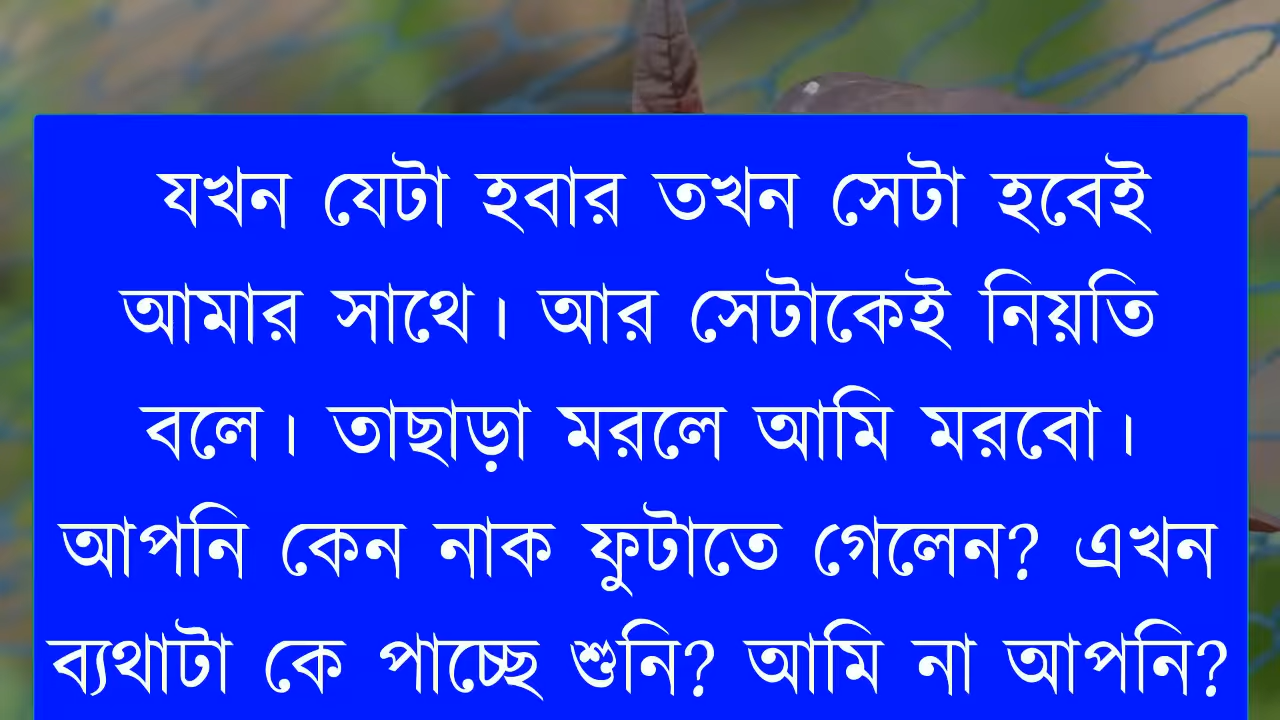 যখন যেটা হবার তখন সেটা হবেই
আমার সাথে। আর সেটাকেই নিয়তি
বলে। তাছাড়া মরলে আমি মরবো।
আপনি কেন নাক ফুটাতে গেলেন? এখন
ব্যথাটা কে পাচ্ছে শুনি? আমি না আপনি?